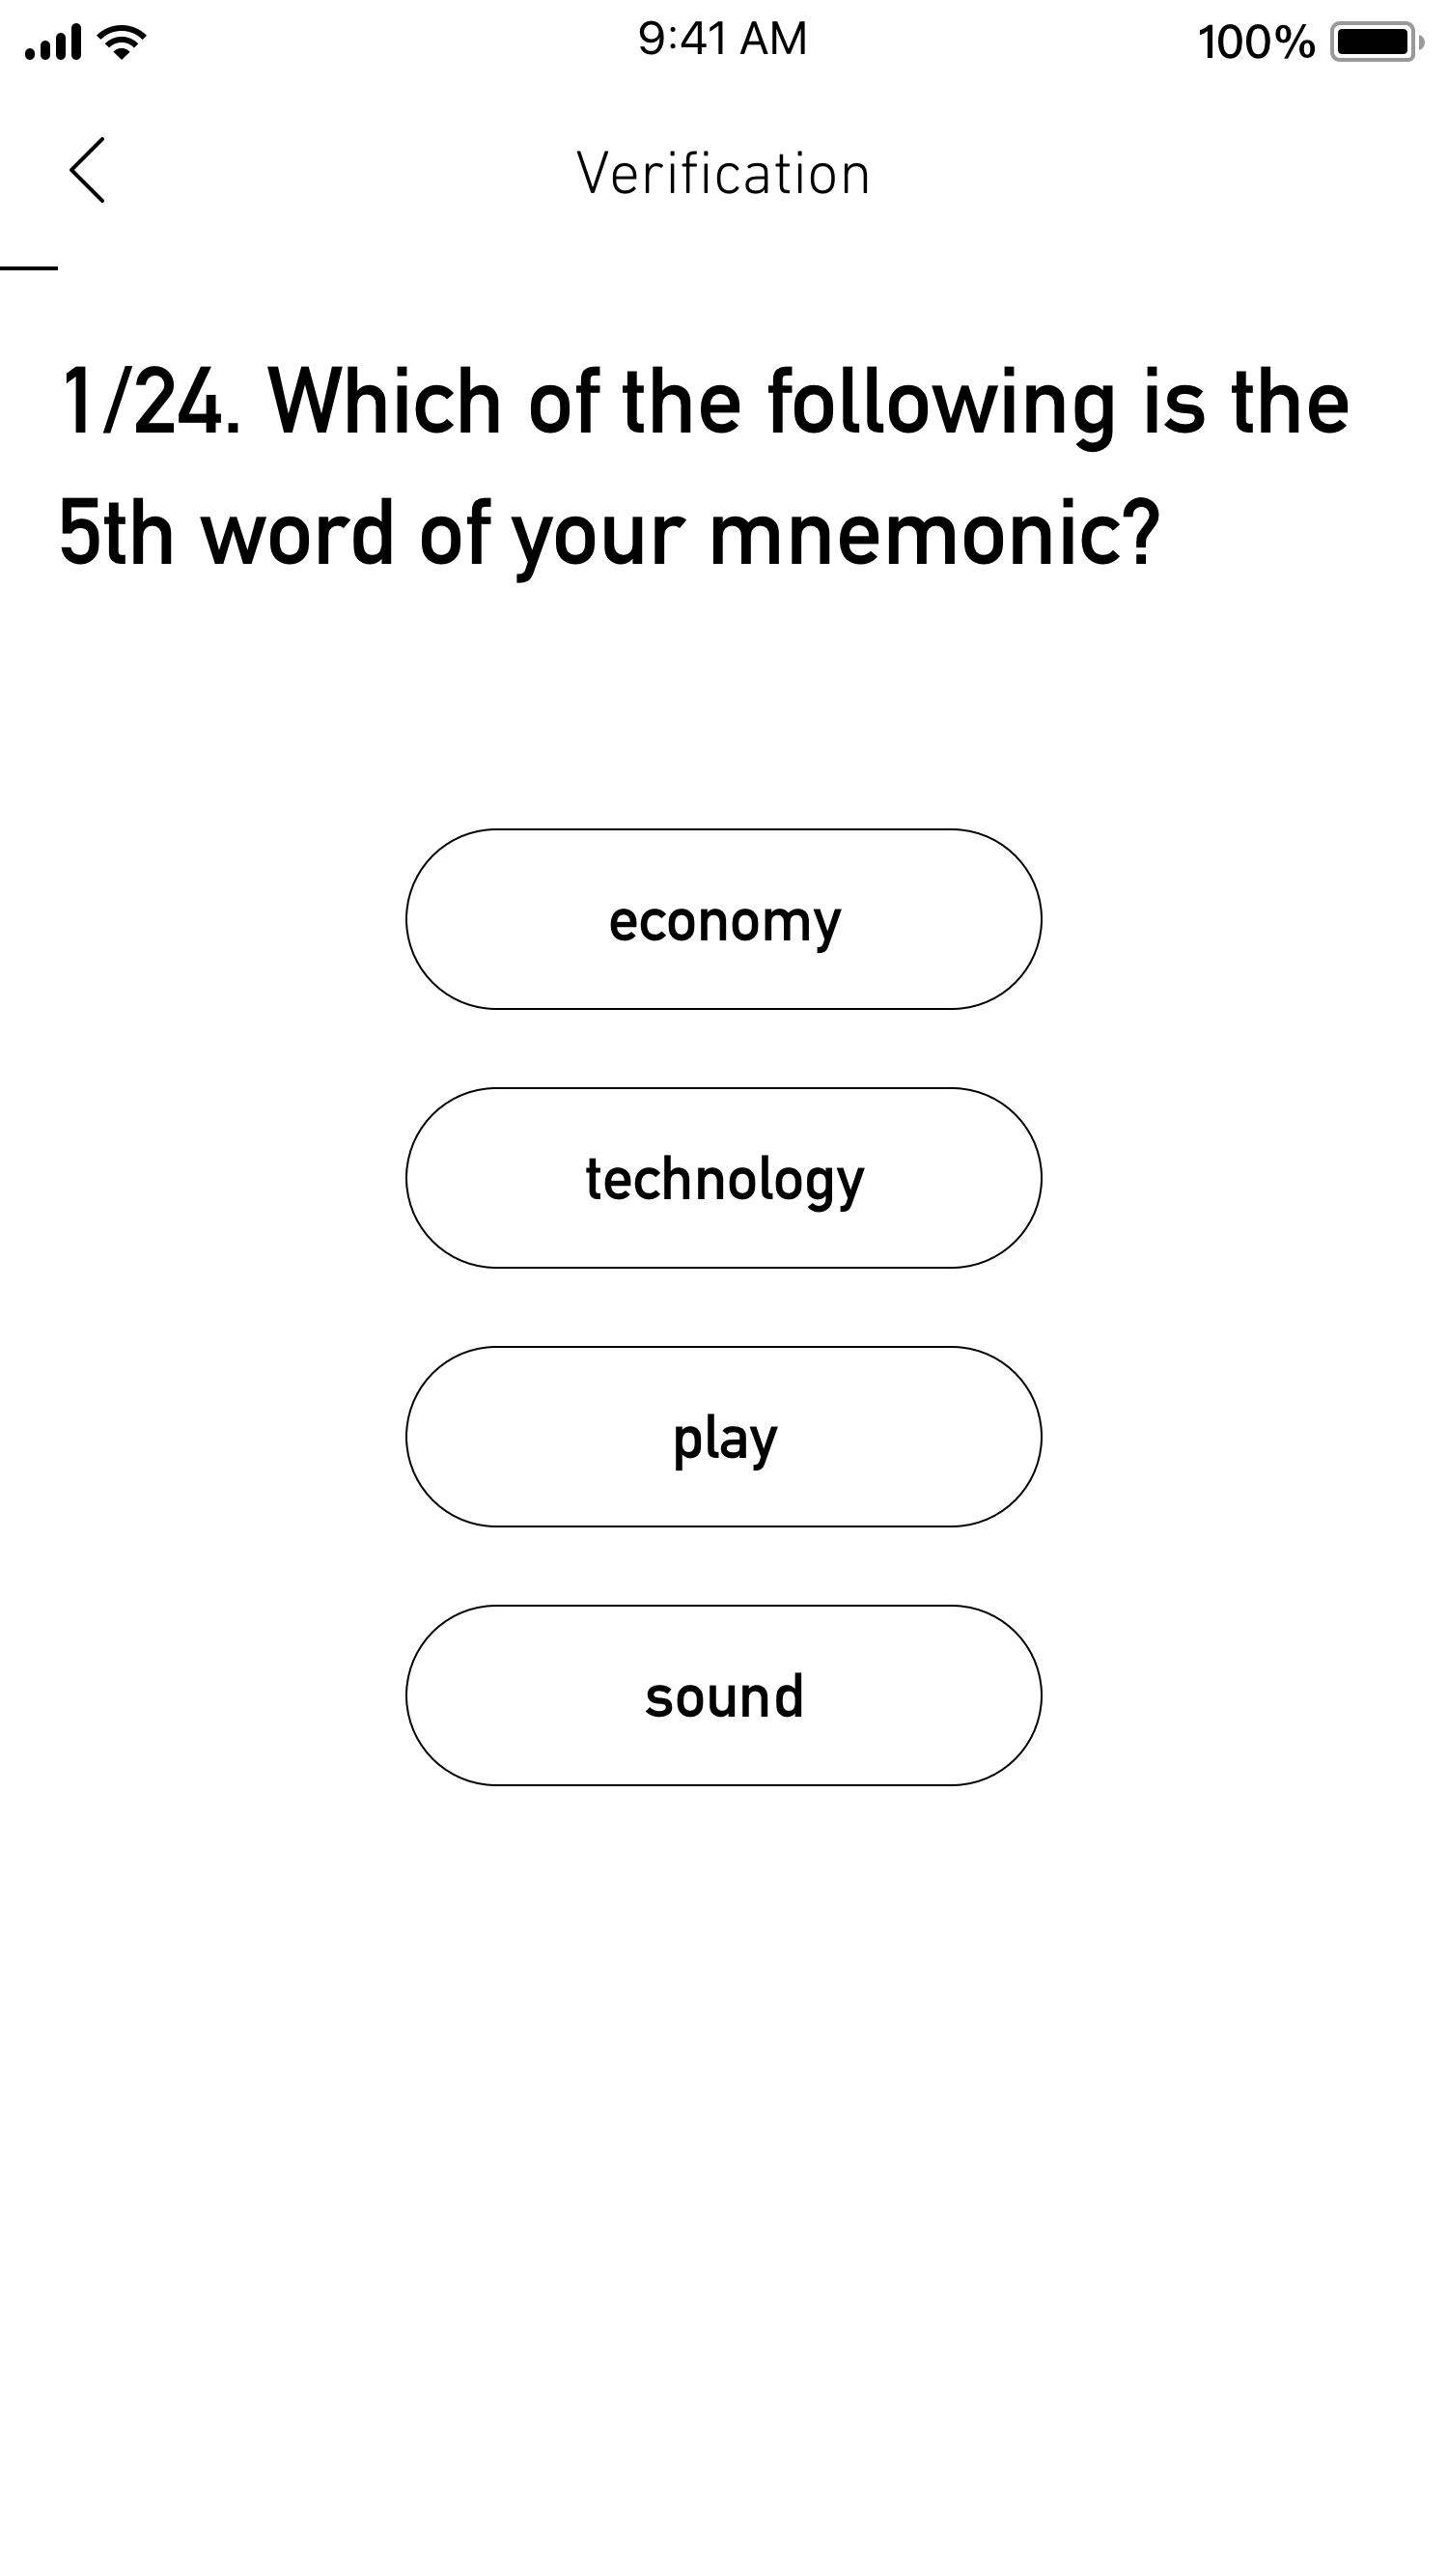 9:41 AM 100%
Verification
1/24. Which of the following is the
5th word of your mnemonic?
economy
technology
play
sound